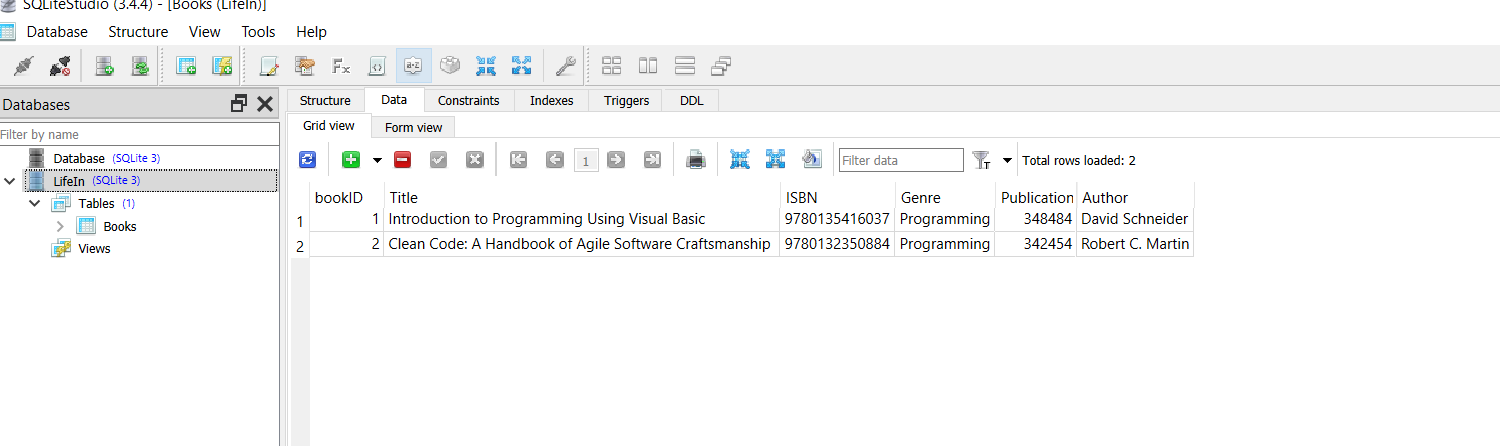 SQLiteStudio (3.4.4) - [Books (LifeIn)]
Database Structure View Tools Help
Databases
Filter by name
Database (SQLite 3)
LifeIn (SQLite 3)
Tables (1)
Books
Views
Structure Data Constraints Indexes Triggers DDL
Grid view Form view
1 Filter data T Total rows loaded: 2
bookID Title ISBN Genre Publication Author
1 1 Introduction to Programming Using Visual Basic 9780135416037 Programming 348484 David Schneider
2 2 Clean Code: A Handbook of Agile Software Craftsmanship 9780132350884 Programming 342454 Robert C. Martin